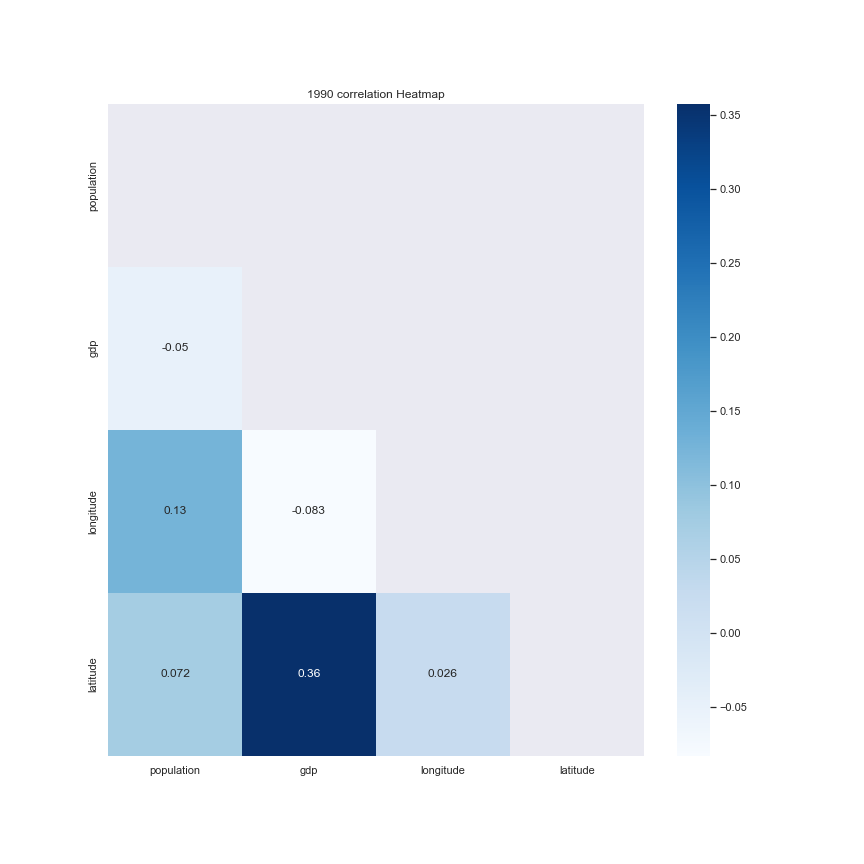 1990 correlation Heatmap
population
gdp
longitude
latitude
-0.05
0.13
-0.083
0.072
0.36
0.026
population
gdp
longitude
latitude
0.35
0.30
0.25
0.20
0.15
0.10
0.05
0.00
−0.05